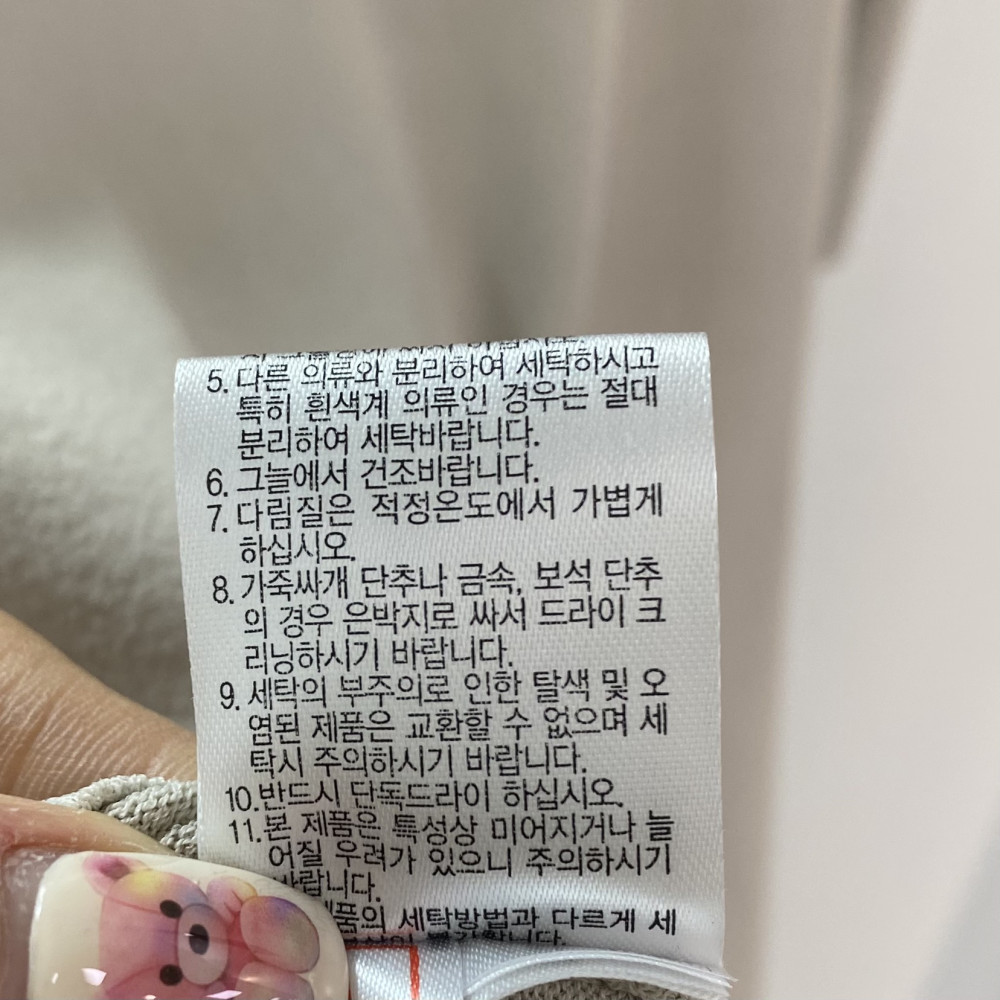 5. 다른 의류와 분리하여 세탁하시고
특히 흰색계 의류인 경우는 절대
분리하여 세탁바랍니다.
6. 그늘에서 건조바랍니다.
7. 다림질은 적정온도에서 가볍게
하십시오.
8. 가죽싸개 단추나 금속, 보석 단추
의 경우 은박지로 싸서 드라이 크
리닝하시기 바랍니다.
9. 세탁의 부주의로 인한 탈색 및 오
염된 제품은 교환할 수 없으며 세
탁시 주의하시기 바랍니다.
10. 반드시 단독드라이 하십시오.
11. 본 제품은 특성상 미어지거나 늘
어질 우려가 있으니 주의하시기
바랍니다.
세탁방법과 다르게 세